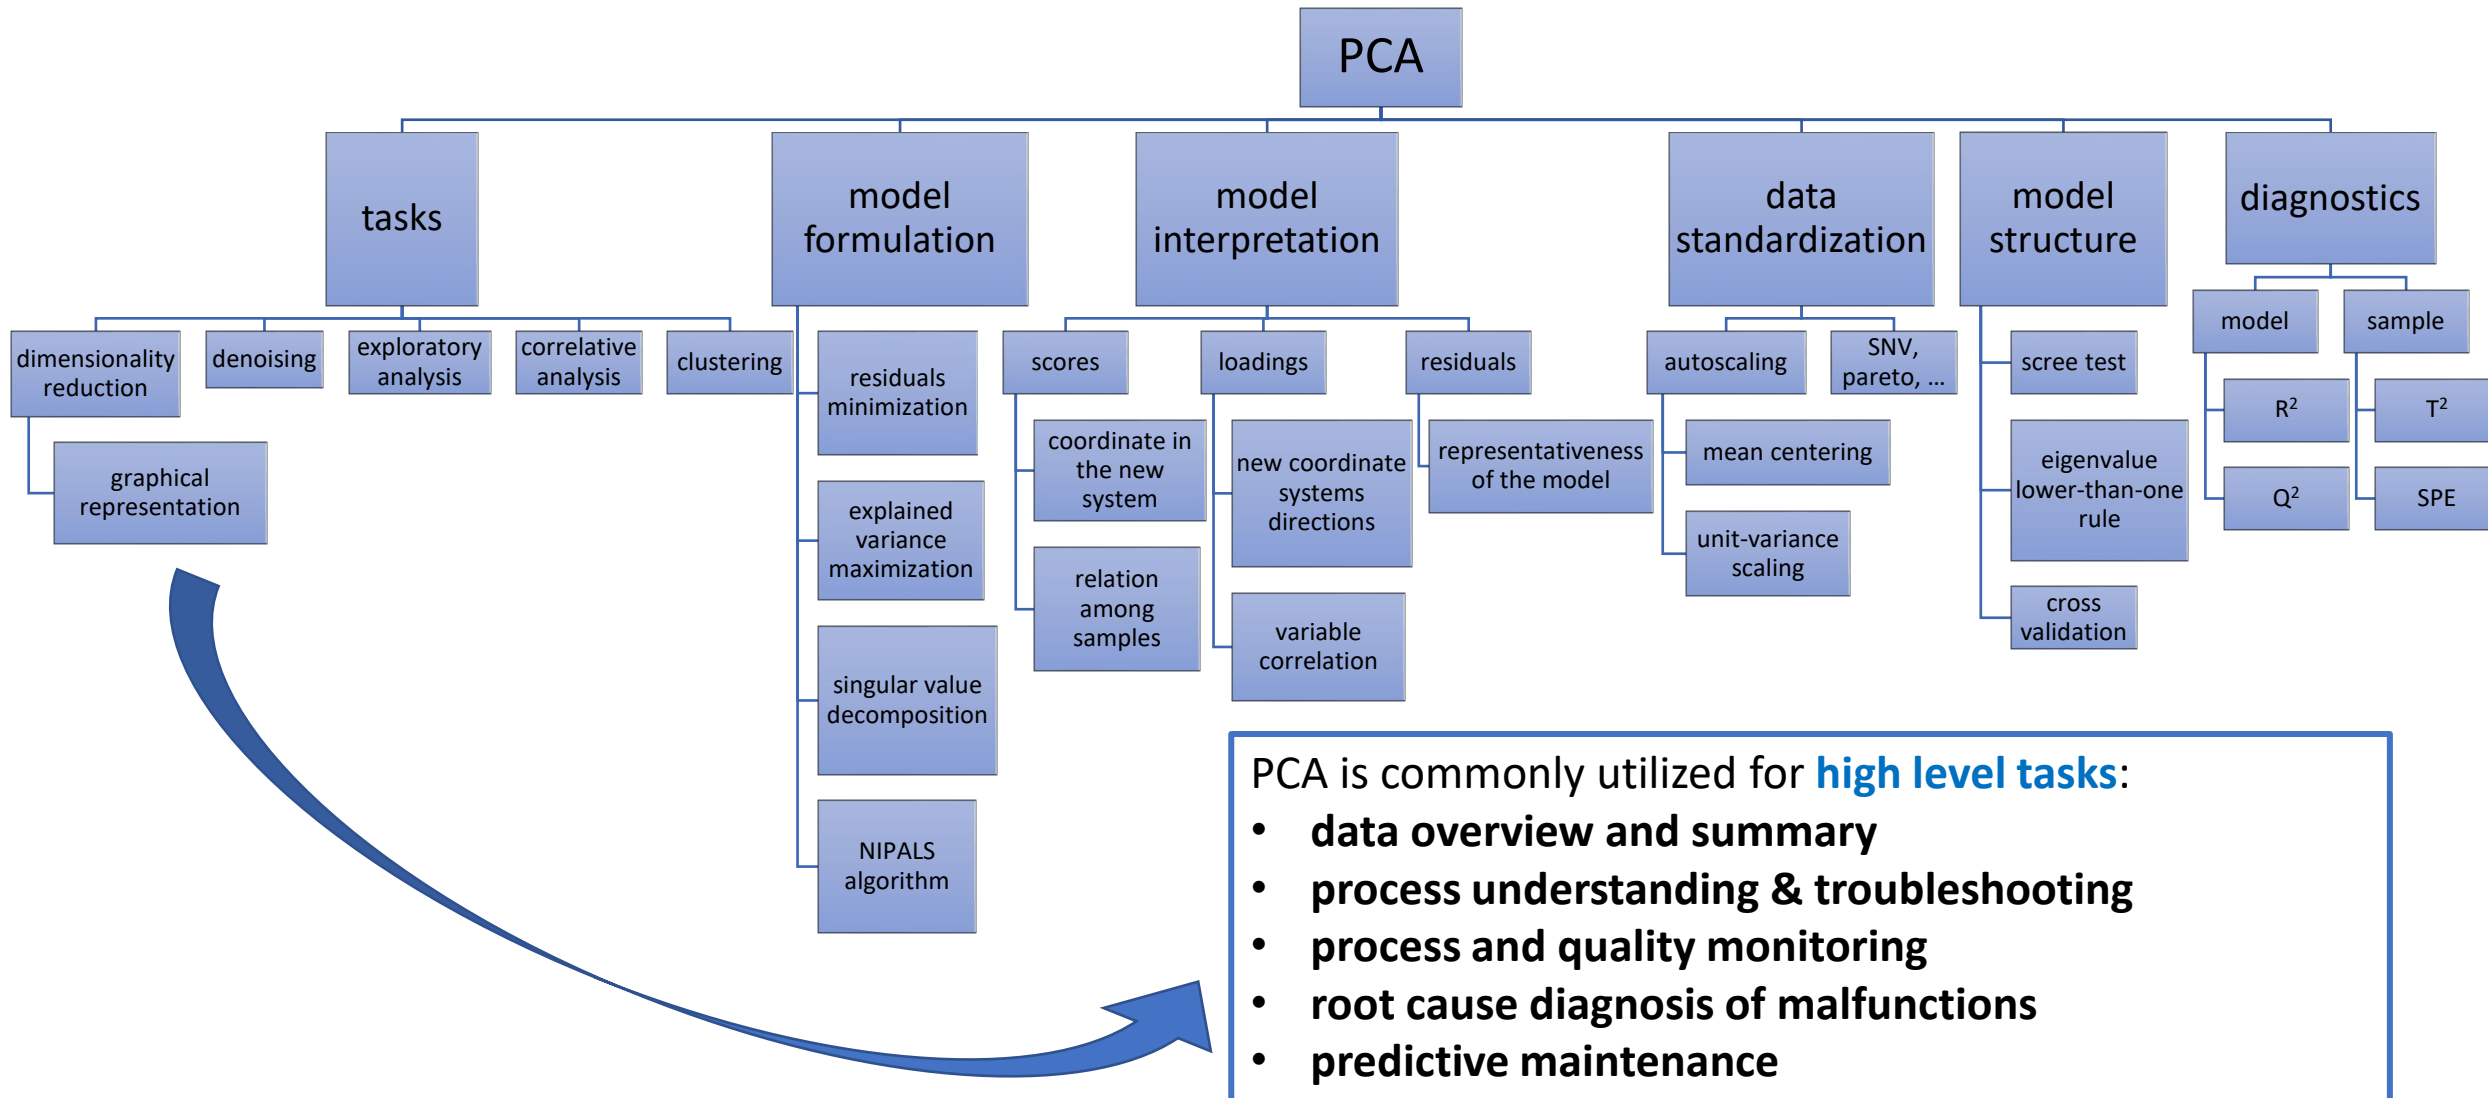 PCA
tasks
model
formulation
model
interpretation
data
standardization
model
structure
diagnostics
dimensionality
reduction
denoising
exploratory
analysis
correlative
analysis
clustering
graphical
representation
residuals
minimization
explained
variance
maximization
singular value
decomposition
NIPALS
algorithm
scores
loadings
residuals
coordinate in
the new
system
relation
among
samples
new coordinate
systems
directions
variable
correlation
representativeness
of the model
autoscaling
SNV,
pareto, ...
mean centering
unit-variance
scaling
scree test
eigenvalue
lower-than-one
rule
cross
validation
model
sample
R²
Q²
T²
SPE
PCA is commonly utilized for high level tasks:
• data overview and summary
• process understanding & troubleshooting
• process and quality monitoring
• root cause diagnosis of malfunctions
• predictive maintenance